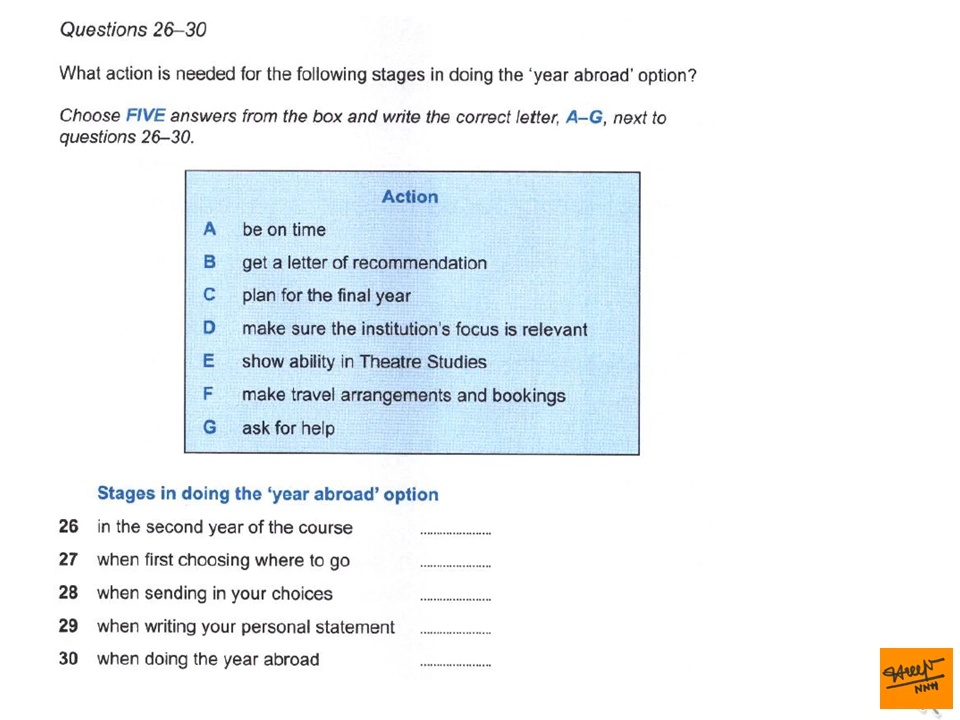 Questions 26–30
What action is needed for the following stages in doing the 'year abroad' option?
Choose FIVE answers from the box and write the correct letter, A–G, next to
questions 26–30.
Action
A be on time
B get a letter of recommendation
C plan for the final year
D make sure the institution's focus is relevant
E show ability in Theatre Studies
F make travel arrangements and bookings
G ask for help
Stages in doing the 'year abroad' option
26 in the second year of the course ........................
27 when first choosing where to go ........................
28 when sending in your choices ........................
29 when writing your personal statement ........................
30 when doing the year abroad ........................
NNH